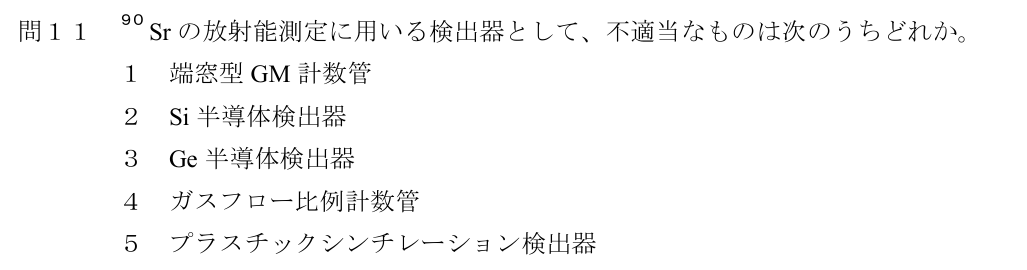 問１１　⁹⁰Srの放射能測定に用いる検出器として、不適当なものは次のうちどれか。
１　端窓型 GM 計数管
２　Si 半導体検出器
３　Ge 半導体検出器
４　ガスフロー比例計数管
５　プラスチックシンチレーション検出器